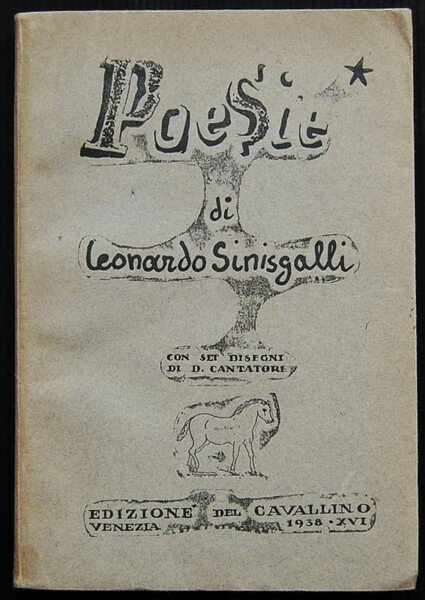 Poesie
di
Leonardo Sinisgalli
CON SEI DISEGNI
DI D. CANTATORE
EDIZIONE DEL CAVALLINO
VENEZIA 1938 · XVI